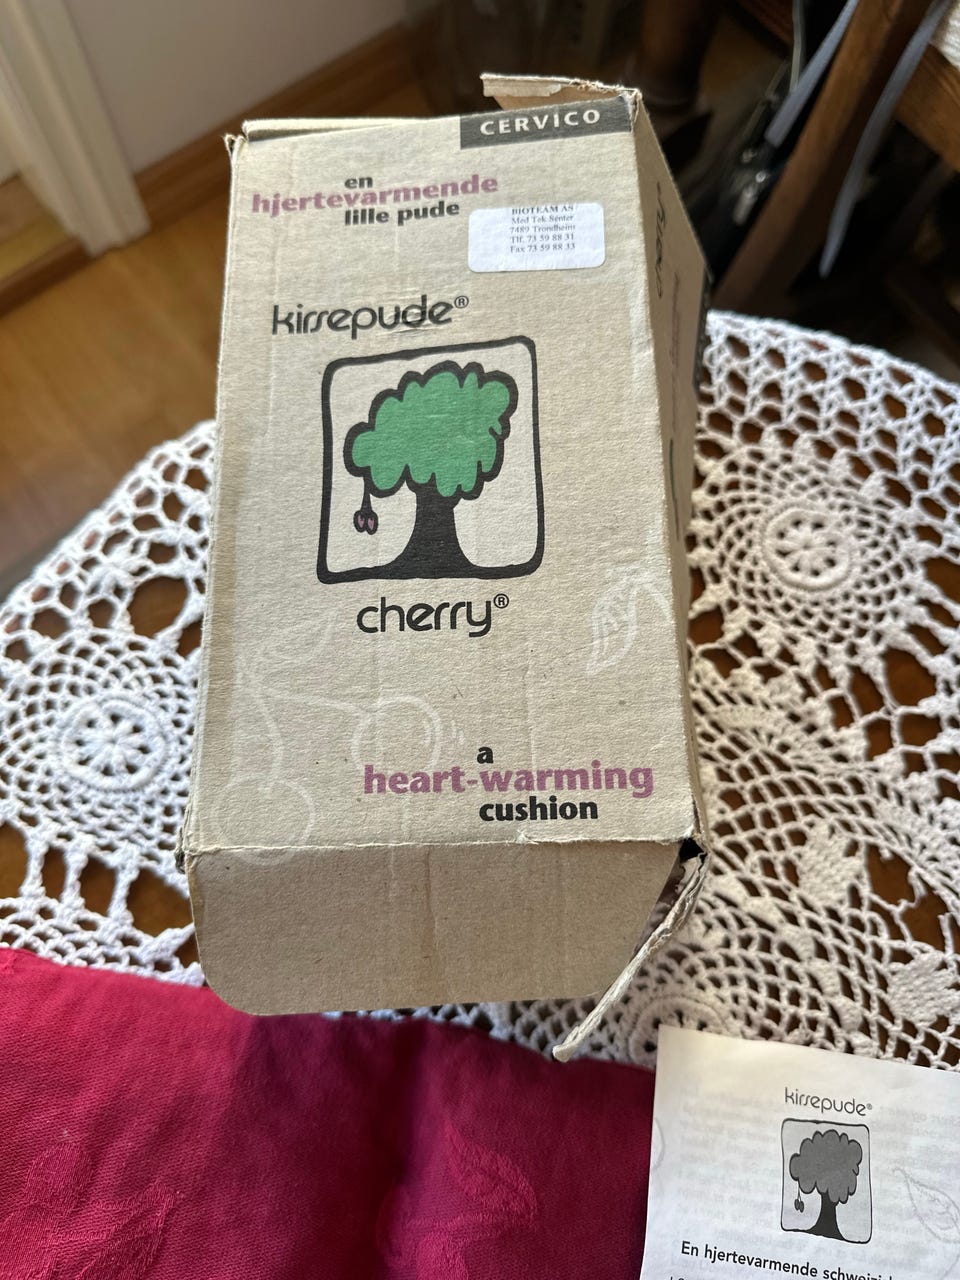 CERVICO
en
hjertevarmende
lille pude
BIOTEAM AS
Med Tek Senter
7489 Trondheim
Tlf. 73 59 88 31
Fax 73 59 88 33
kirsepude®
cherry®
a
heart-warming
cushion
kirsepude®
En hjertevarmende